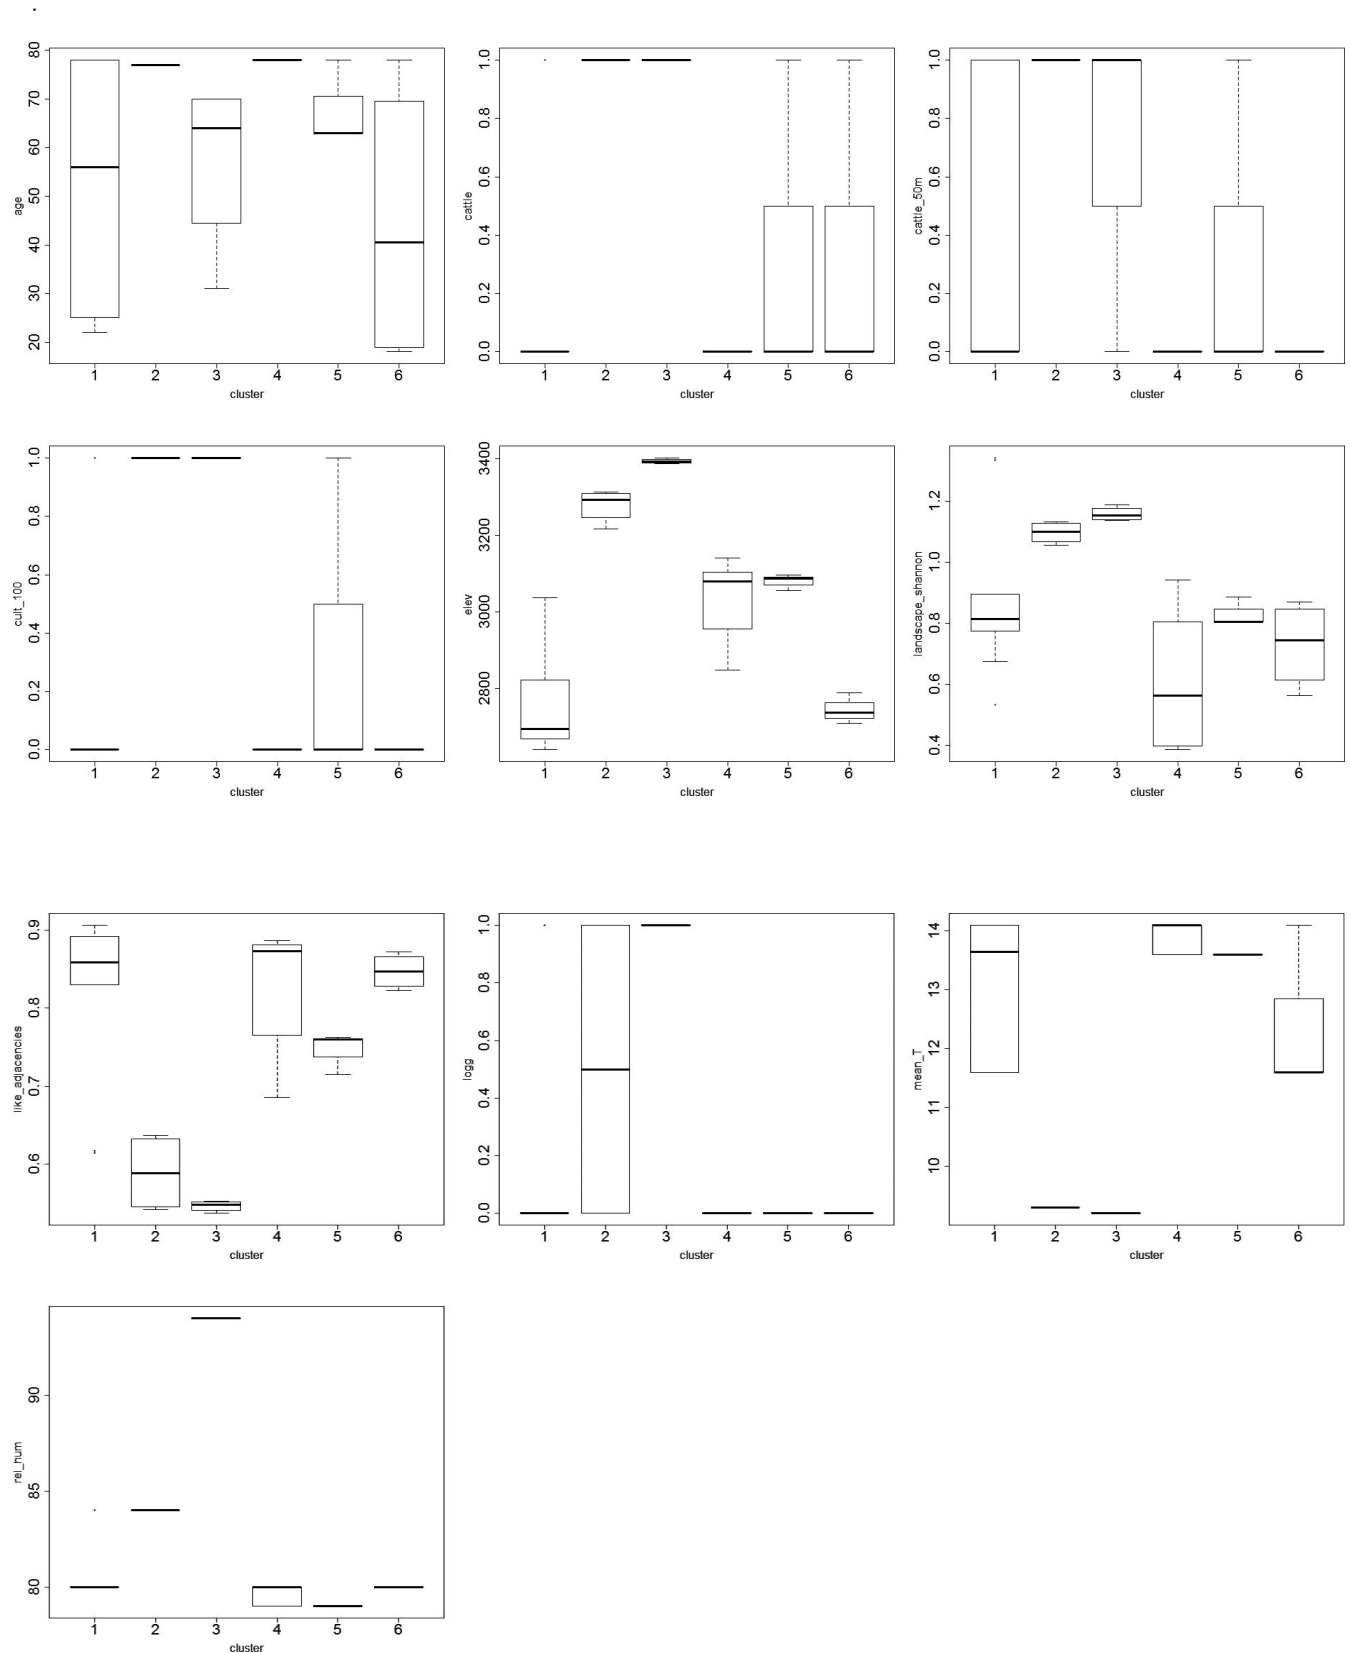 age
80
70
60
50
40
30
20
1 2 3 4 5 6
cluster
cattle
1.0
0.8
0.6
0.4
0.2
0.0
1 2 3 4 5 6
cluster
cattle_50m
1.0
0.8
0.6
0.4
0.2
0.0
1 2 3 4 5 6
cluster
cult_100
1.0
0.8
0.6
0.4
0.2
0.0
1 2 3 4 5 6
cluster
elev
3400
3200
3000
2800
1 2 3 4 5 6
cluster
landscape_shannon
1.2
1.0
0.8
0.6
0.4
1 2 3 4 5 6
cluster
like_adjacencies
0.9
0.8
0.7
0.6
1 2 3 4 5 6
cluster
logg
1.0
0.8
0.6
0.4
0.2
0.0
1 2 3 4 5 6
cluster
mean_T
14
13
12
11
10
1 2 3 4 5 6
cluster
rel_hum
90
85
80
1 2 3 4 5 6
cluster